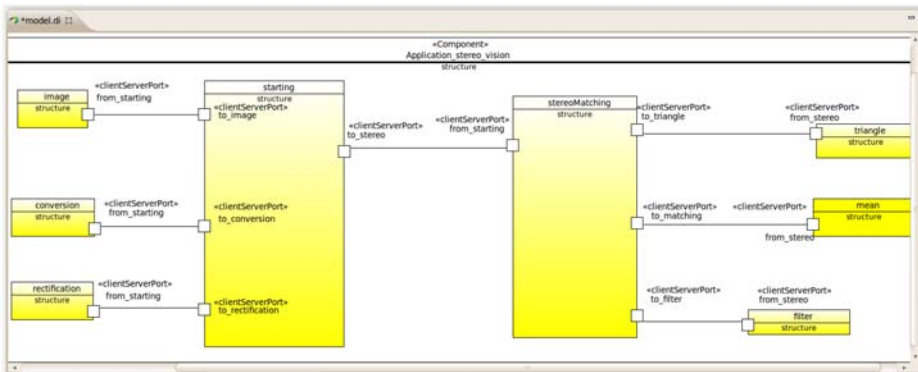 *model.di
«Component»
Application_stereo_vision
structure
image
structure
«clientServerPort»
from_starting
starting
structure
«clientServerPort»
to_image
«clientServerPort»
to_stereo
«clientServerPort»
from_starting
stereoMatching
structure
«clientServerPort»
to_triangle
«clientServerPort»
from_stereo
triangle
structure
conversion
structure
«clientServerPort»
from_starting
«clientServerPort»
to_conversion
«clientServerPort»
to_matching
«clientServerPort»
from_stereo
mean
structure
rectification
structure
«clientServerPort»
from_starting
«clientServerPort»
to_rectification
«clientServerPort»
to_filter
«clientServerPort»
from_stereo
filter
structure